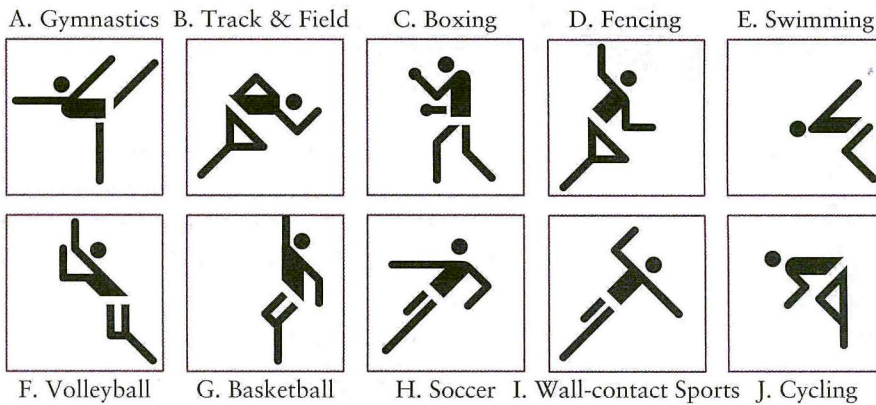 A. Gymnastics B. Track & Field C. Boxing D. Fencing E. Swimming
F. Volleyball G. Basketball H. Soccer I. Wall-contact Sports J. Cycling